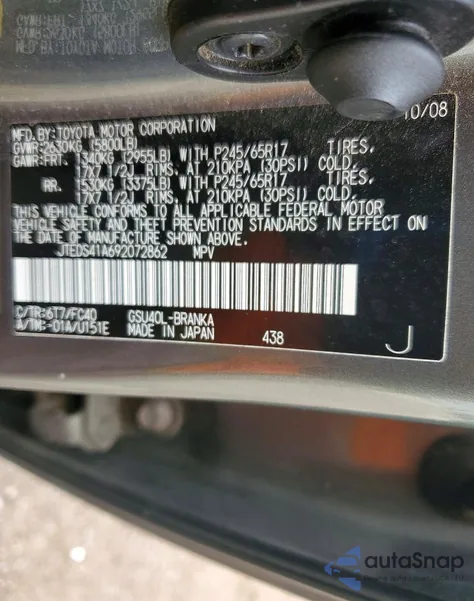 10/08
MFD.BY:TOYOTA MOTOR CORPORATION
GVWR:2630KG (5800LB)
GAWR:FRT. 1340KG (2955LB) WITH P245/65R17 TIRES,
17X7 1/2J RIMS, AT 210KPA (30PSI) COLD.
RR. 1530KG (3375LB) WITH P245/65R17 TIRES,
17X7 1/2J RIMS, AT 210KPA (30PSI) COLD.
THIS VEHICLE CONFORMS TO ALL APPLICABLE FEDERAL MOTOR
VEHICLE SAFETY AND THEFT PREVENTION STANDARDS IN EFFECT ON
THE DATE OF MANUFACTURE SHOWN ABOVE.
JTEDS41A692072862 MPV
C/TR:6T7/FC40 GSU40L-BRANKA
A/TM:-01A/U151E MADE IN JAPAN 438 J
autoSnap